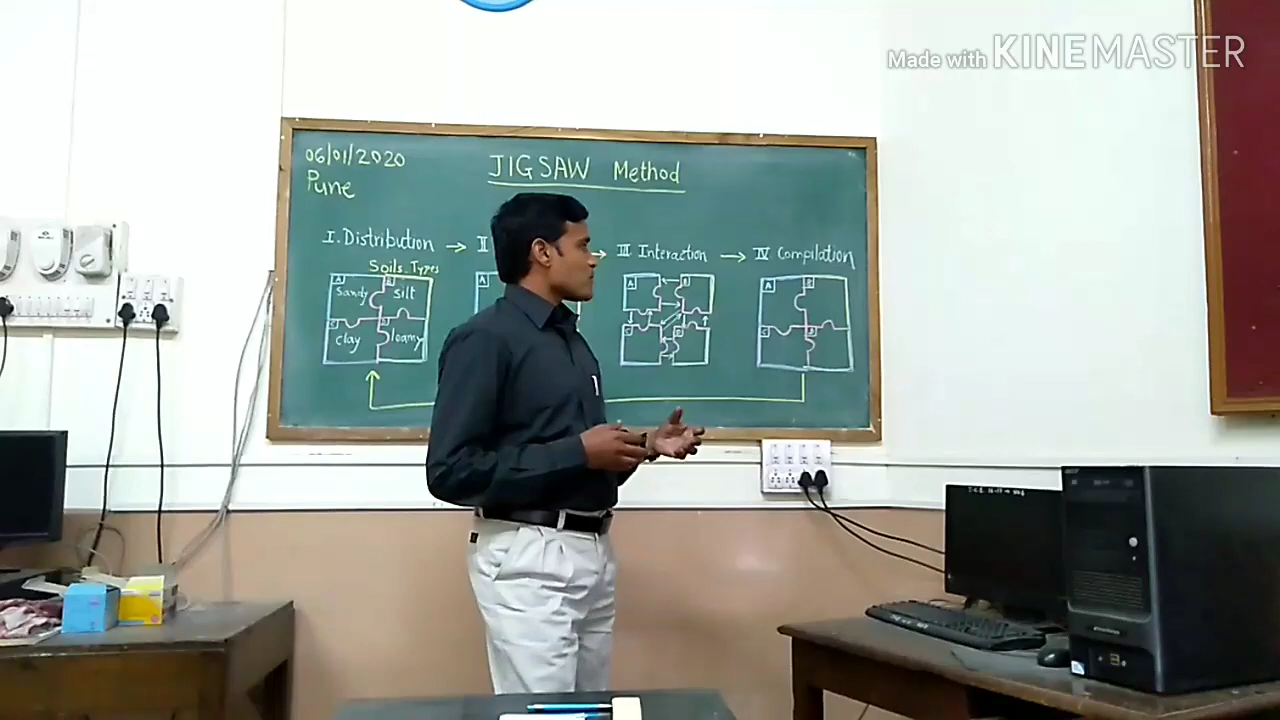 Made with KINEMASTER
06/01/2020
JIGSAW Method
Pune
I. Distribution → II → III Interaction → IV Compilation
Soils Types
A B A A B A B
Sandy silt
C D C D C D
clay loamy